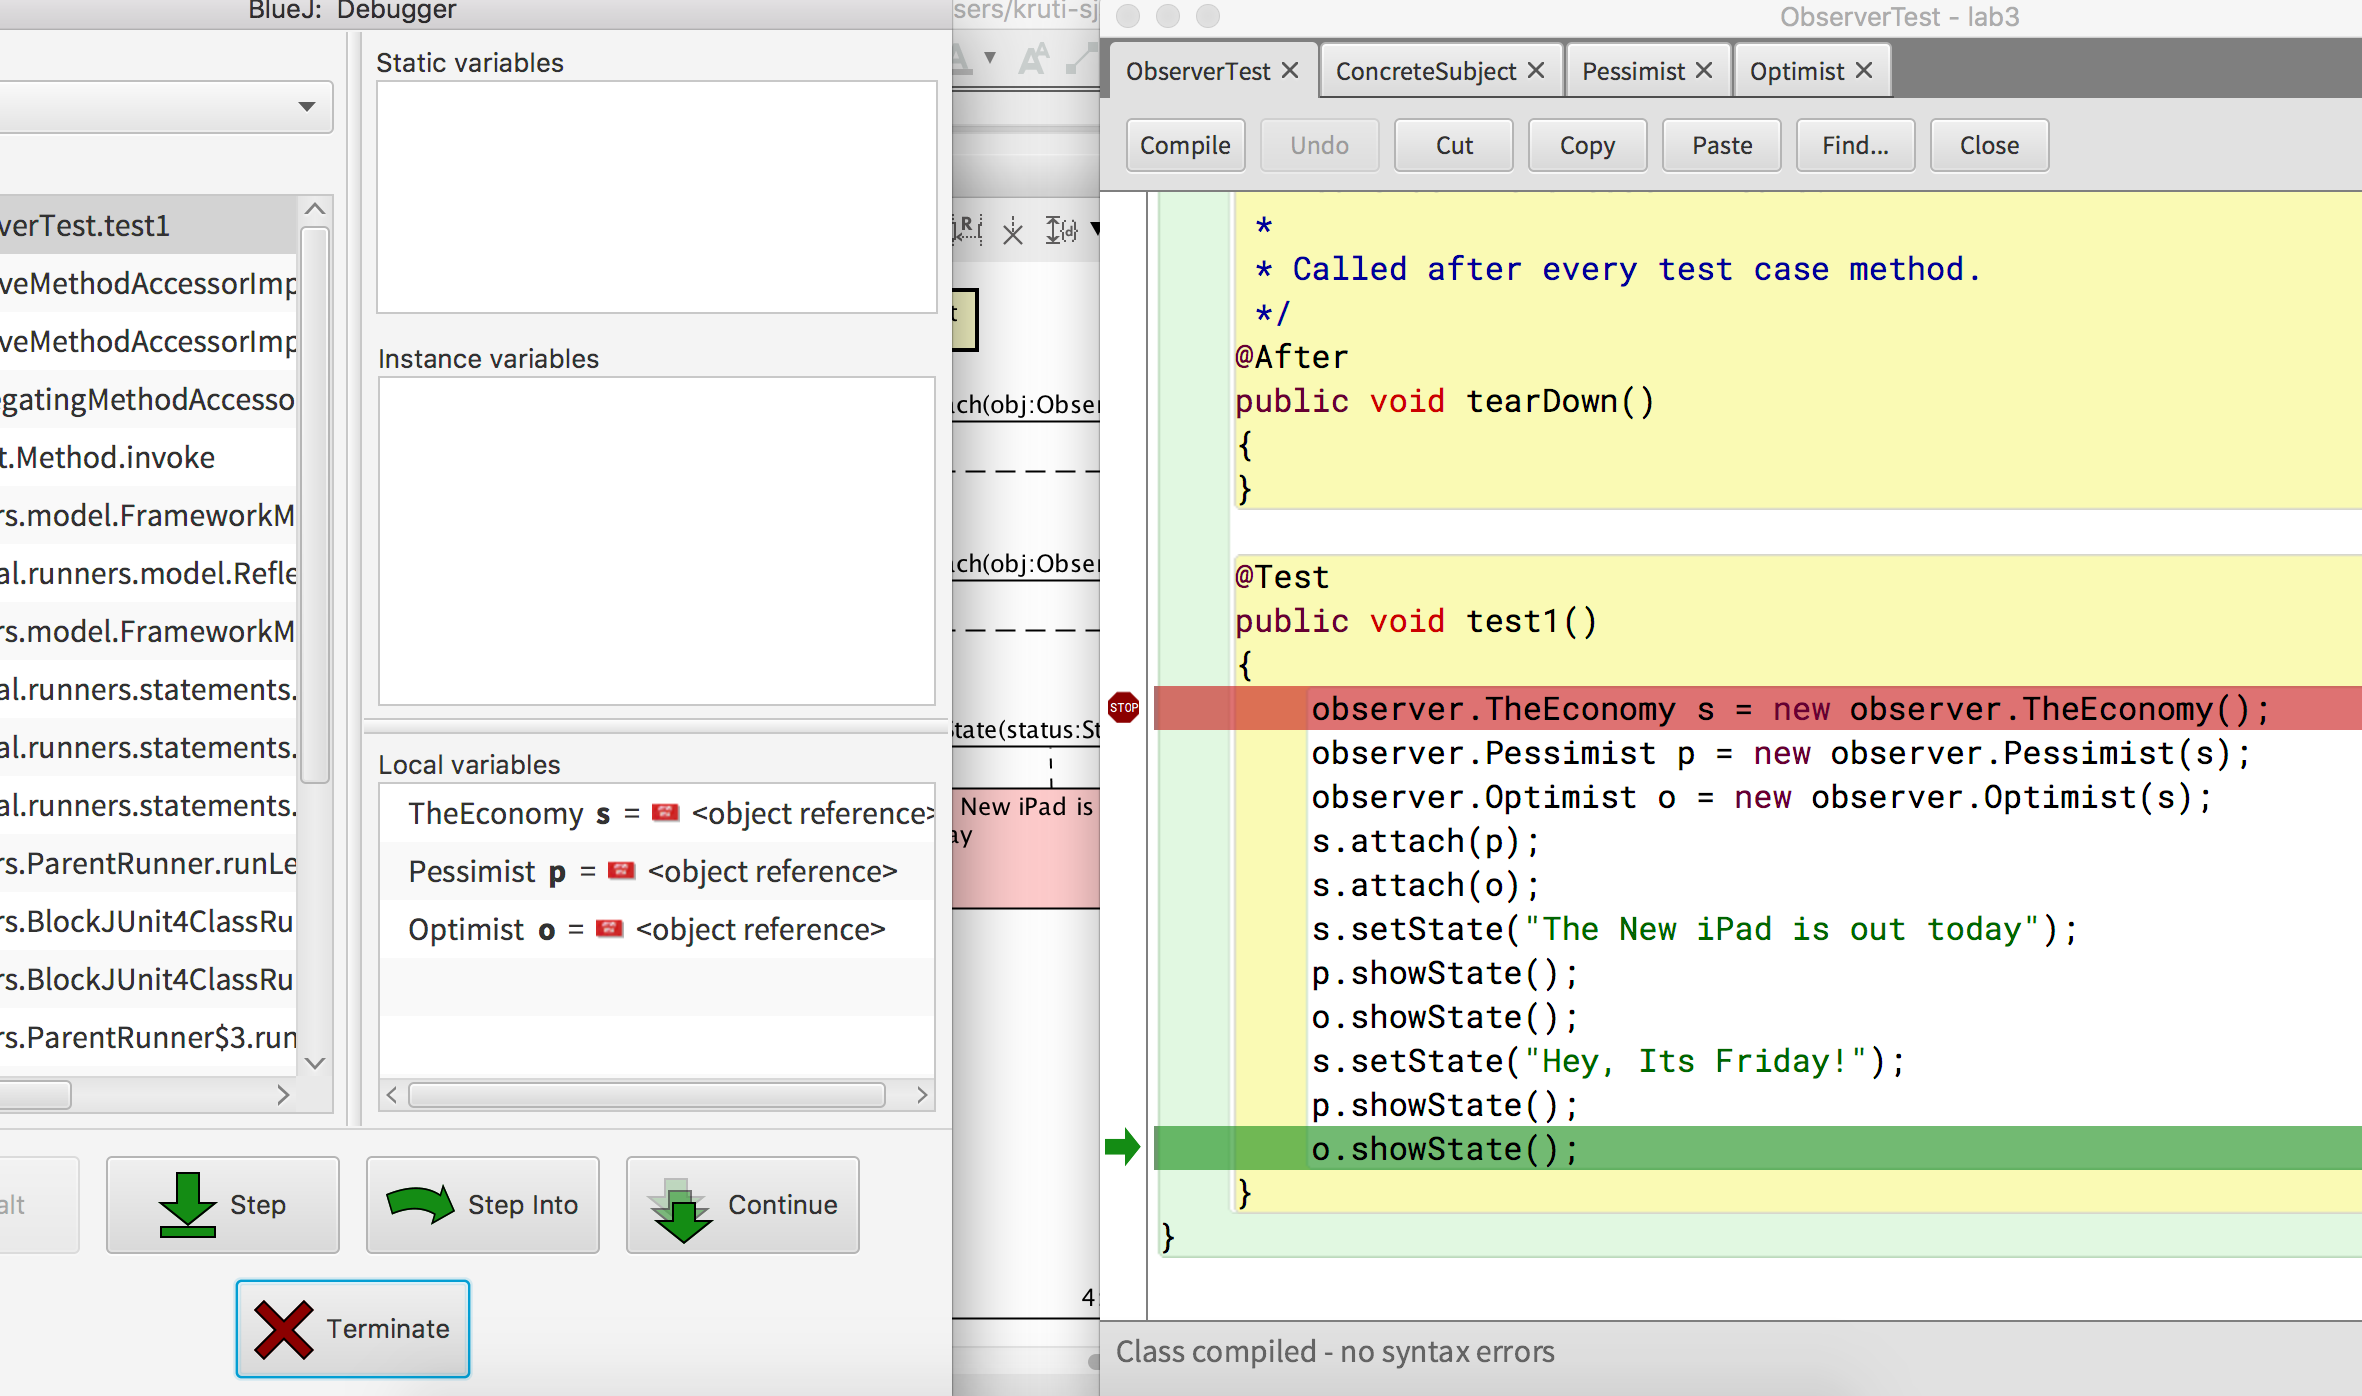 BlueJ: Debugger
Static variables
verTest.test1
veMethodAccessorImp
veMethodAccessorImp
egatingMethodAccesso
t.Method.invoke
rs.model.FrameworkM
al.runners.model.Refle
rs.model.FrameworkM
al.runners.statements.
al.runners.statements.
al.runners.statements.
rs.ParentRunner.runLe
rs.BlockJUnit4ClassRu
rs.BlockJUnit4ClassRu
rs.ParentRunner$3.run
Instance variables
Local variables
TheEconomy s = <object reference>
Pessimist p = <object reference>
Optimist o = <object reference>
alt
Step
Step Into
Continue
Terminate
sers/kruti-sj
ach(obj:Obser
ach(obj:Obser
tate(status:St
New iPad is
ay
4:
ObserverTest - lab3
ObserverTest
ConcreteSubject
Pessimist
Optimist
Compile
Undo
Cut
Copy
Paste
Find...
Close
*
* Called after every test case method.
*/
@After
public void tearDown()
{
}
@Test
public void test1()
{
STOP
observer.TheEconomy s = new observer.TheEconomy();
observer.Pessimist p = new observer.Pessimist(s);
observer.Optimist o = new observer.Optimist(s);
s.attach(p);
s.attach(o);
s.setState("The New iPad is out today");
p.showState();
o.showState();
s.setState("Hey, Its Friday!");
p.showState();
o.showState();
}
}
Class compiled - no syntax errors